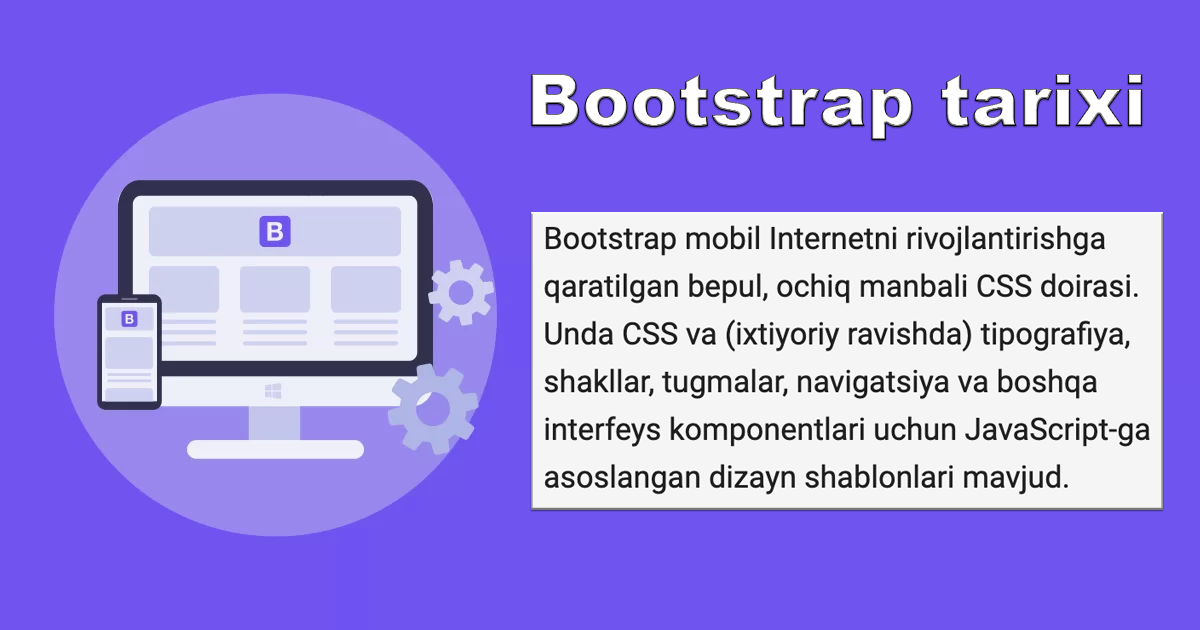 Bootstrap tarixi
B
B
Bootstrap mobil Internetni rivojlantirishga
qaratilgan bepul, ochiq manbali CSS doirasi.
Unda CSS va (ixtiyoriy ravishda) tipografiya,
shakllar, tugmalar, navigatsiya va boshqa
interfeys komponentlari uchun JavaScript-ga
asoslangan dizayn shablonlari mavjud.